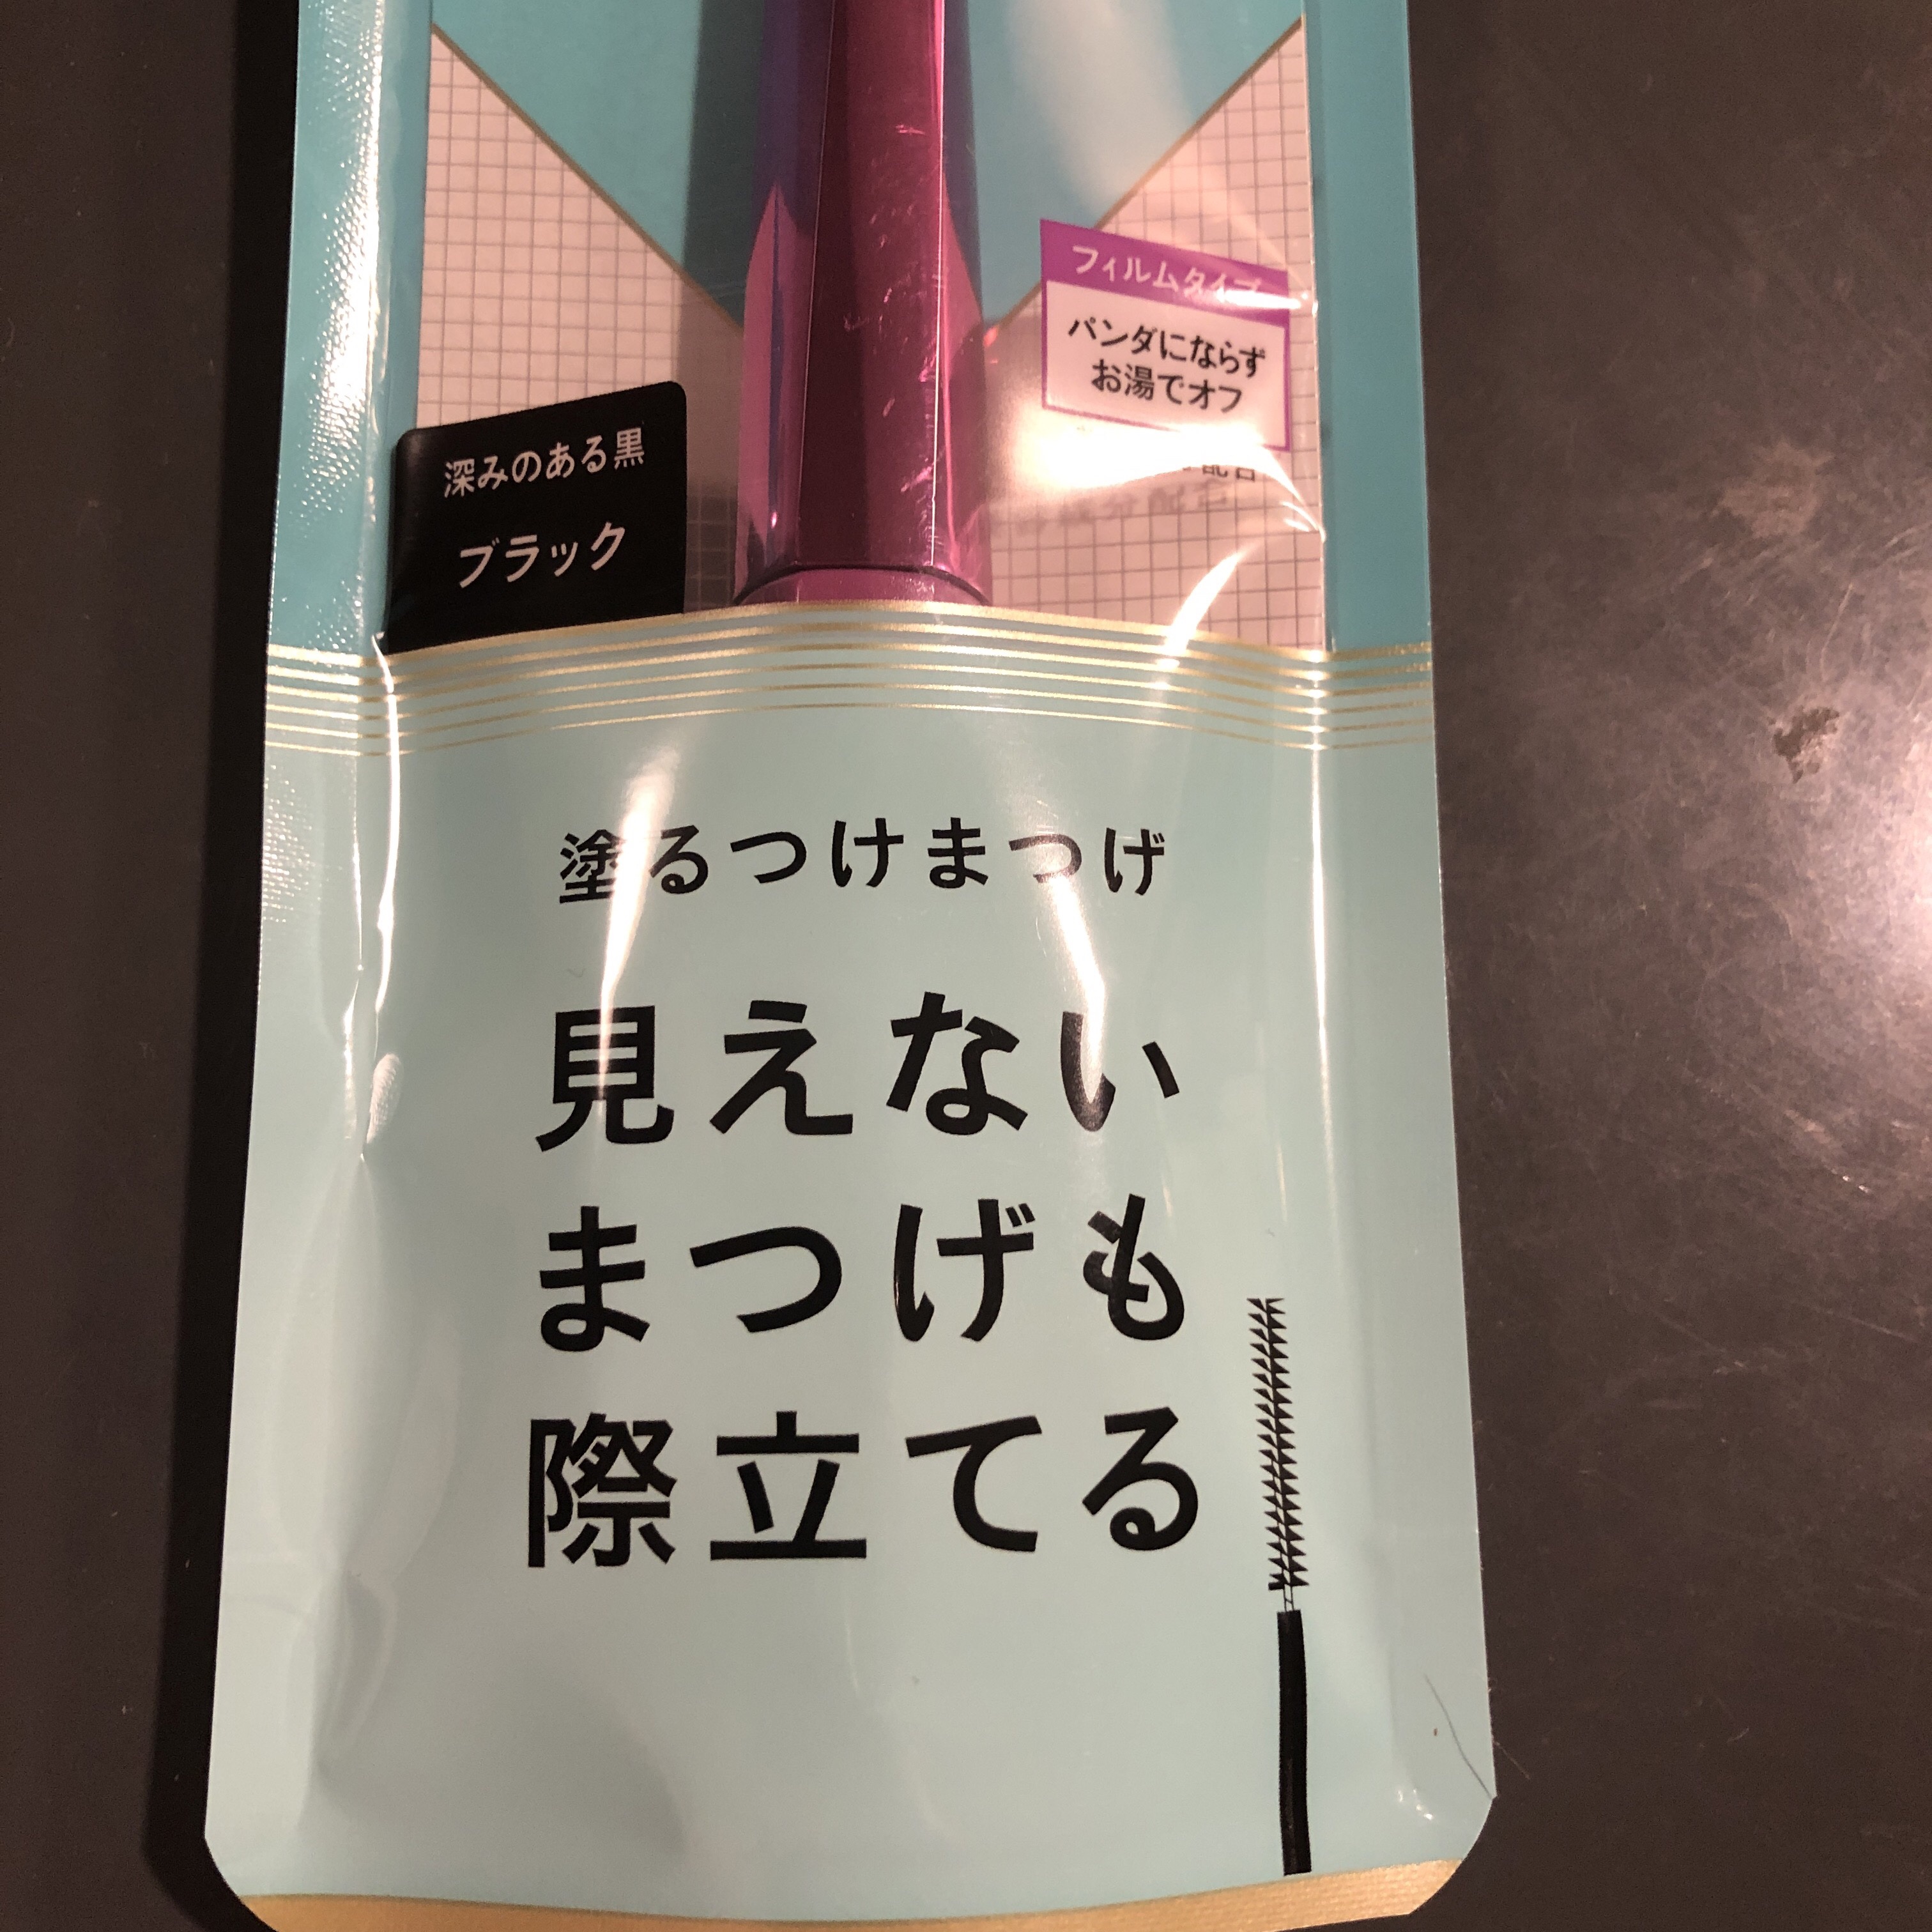 フィルムタイプ
パンダにならず
お湯でオフ
配合
深みのある黒
ブラック
塗るつけまつげ
見えない
まつげも
際立てる